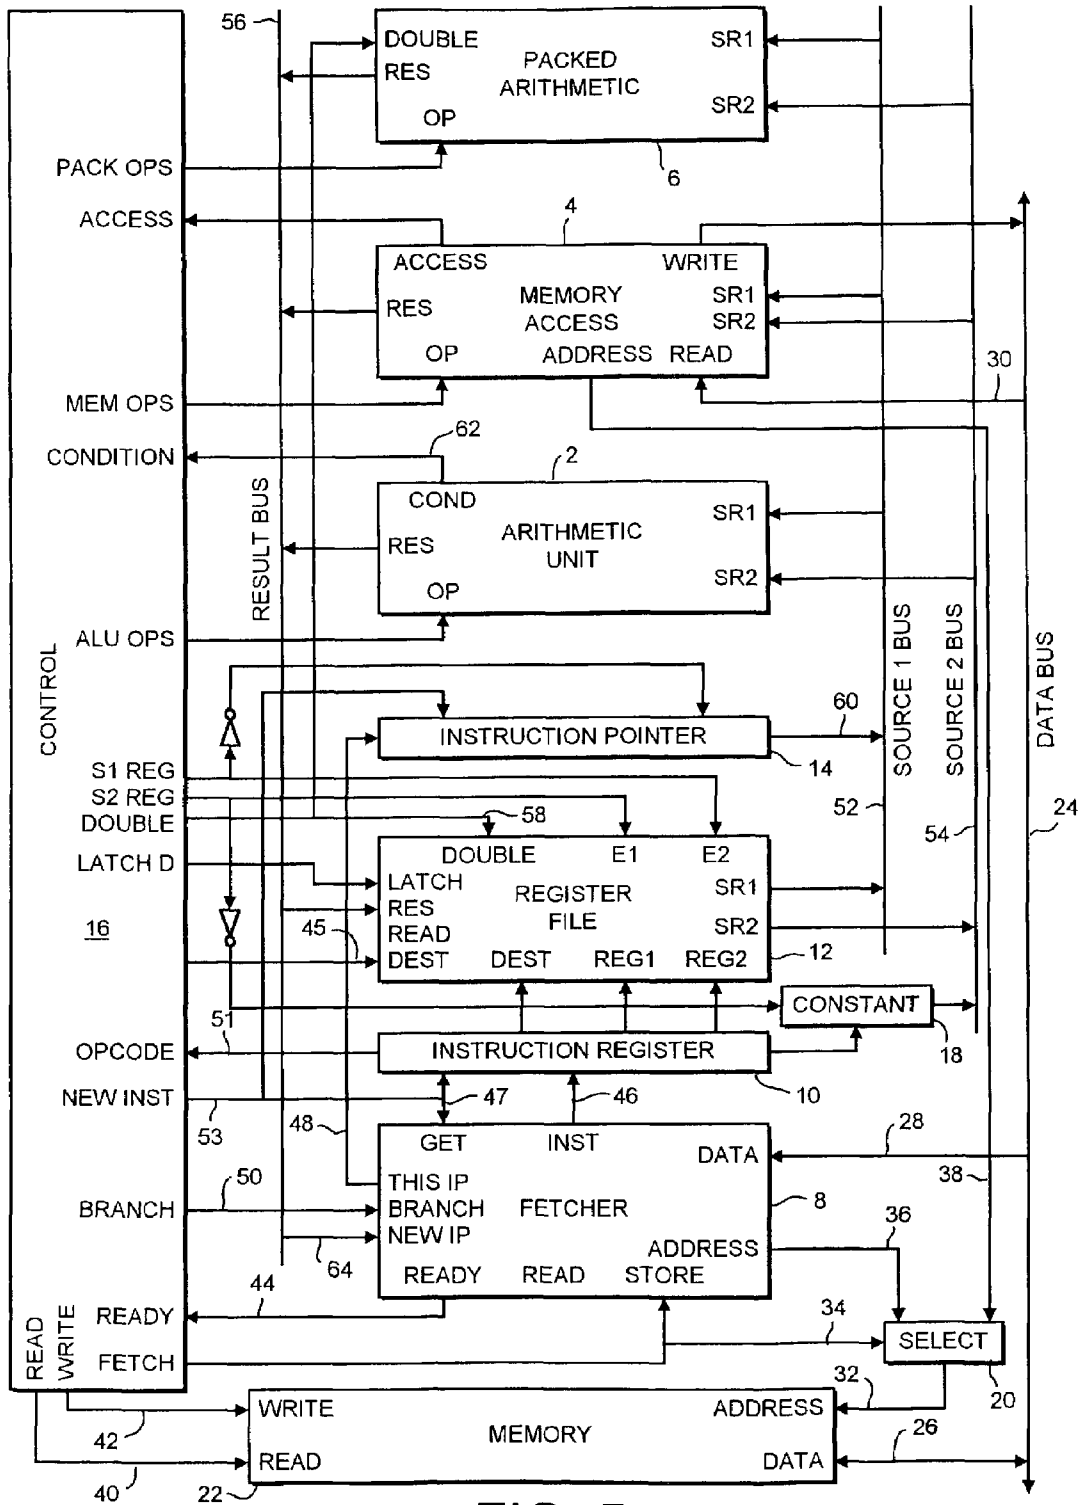 56
DOUBLE
RES
OP
PACKED
ARITHMETIC
SR1
SR2
6
PACK OPS
ACCESS
4
ACCESS
WRITE
RES
MEMORY
ACCESS
SR1
SR2
OP
ADDRESS
READ
30
MEM OPS
62
CONDITION
2
COND
RES
ARITHMETIC
UNIT
SR1
SR2
OP
RESULT BUS
ALU OPS
CONTROL
SOURCE 1 BUS
SOURCE 2 BUS
DATA BUS
INSTRUCTION POINTER
60
14
S1 REG
S2 REG
DOUBLE
58
52
54
24
LATCH D
DOUBLE
E1
E2
LATCH
RES
READ
DEST
REGISTER
FILE
SR1
SR2
16
45
DEST
REG1
REG2
12
CONSTANT
18
51
OPCODE
INSTRUCTION REGISTER
10
NEW INST
53
48
47
46
GET
INST
DATA
28
38
THIS IP
BRANCH
NEW IP
FETCHER
8
50
BRANCH
36
64
ADDRESS
READY
READ
STORE
44
READY
34
SELECT
20
READ
WRITE
FETCH
32
42
WRITE
ADDRESS
MEMORY
26
READ
DATA
40
22